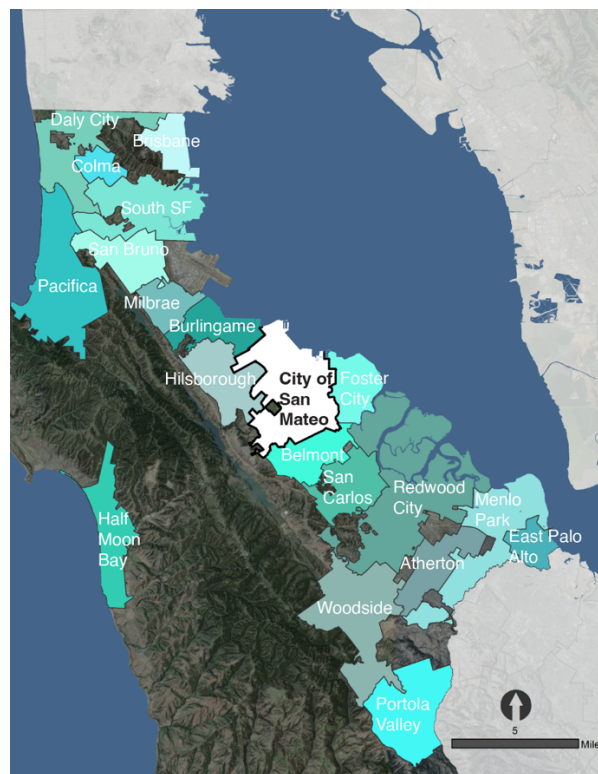 Daly City
Brisbane
Colma
South SF
San Bruno
Pacifica
Milbrae
Burlingame
Hilsborough
City of
San
Mateo
Foster
City
Belmont
San
Carlos
Redwood
City
Menlo
Park
East Palo
Alto
Atherton
Half
Moon
Bay
Woodside
Portola
Valley
5
Mile